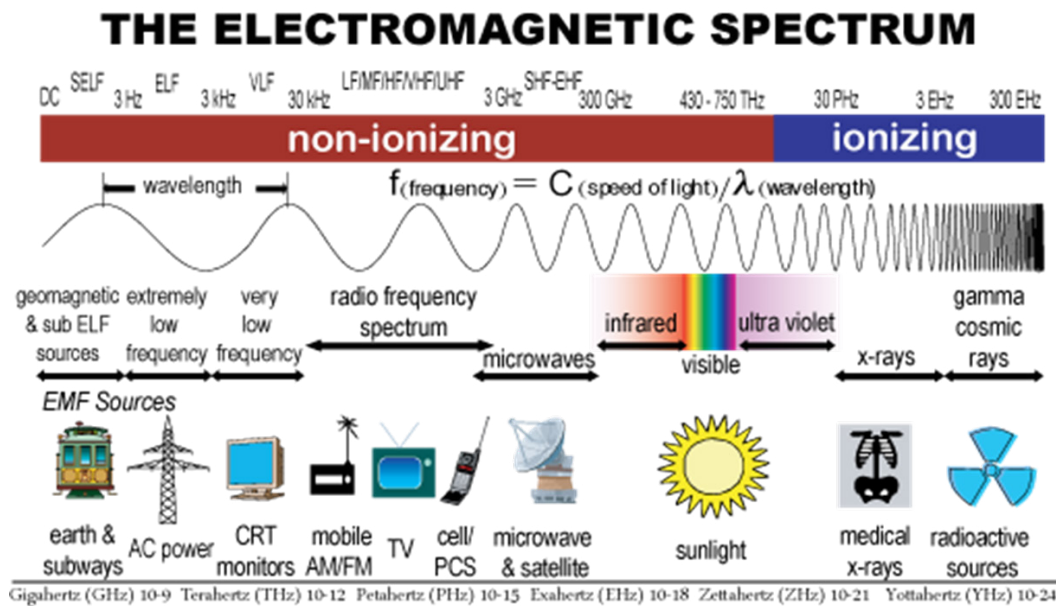 THE ELECTROMAGNETIC SPECTRUM
DC SELF 3 Hz ELF 3 kHz VLF 30 kHz LF/MF/HF/VHF/UHF 3 GHz SHF-EHF 300 GHz 430 - 750 THz 30 PHz 3 EHz 300 EHz
non-ionizing ionizing
wavelength f(frequency) = C (speed of light)/λ (wavelength)
geomagnetic & sub ELF sources
extremely low frequency
very low frequency
radio frequency spectrum
microwaves
infrared
visible
ultra violet
x-rays
gamma cosmic rays
EMF Sources
earth & subways
AC power
CRT monitors
mobile AM/FM
TV
cell/PCS
microwave & satellite
sunlight
medical x-rays
radioactive sources
Gigahertz (GHz) 10-9 Terahertz (THz) 10-12 Petahertz (PHz) 10-15 Exahertz (EHz) 10-18 Zettahertz (ZHz) 10-21 Yottahertz (YHz) 10-24